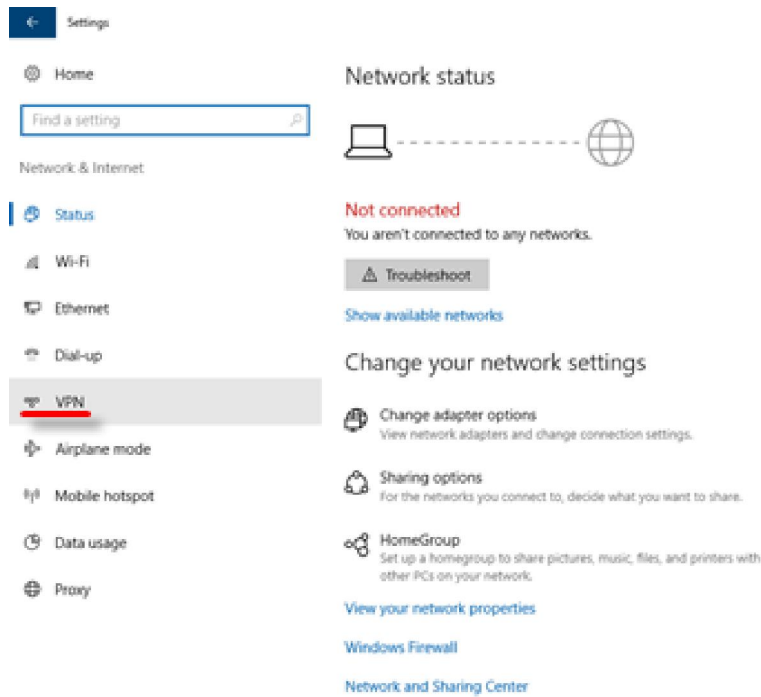 Settings
Home
Find a setting
Network & Internet
Status
Wi-Fi
Ethernet
Dial-up
VPN
Airplane mode
Mobile hotspot
Data usage
Proxy
Network status
Not connected
You aren't connected to any networks.
Troubleshoot
Show available networks
Change your network settings
Change adapter options
View network adapters and change connection settings.
Sharing options
For the networks you connect to, decide what you want to share.
HomeGroup
Set up a homegroup to share pictures, music, files, and printers with
other PCs on your network.
View your network properties
Windows Firewall
Network and Sharing Center